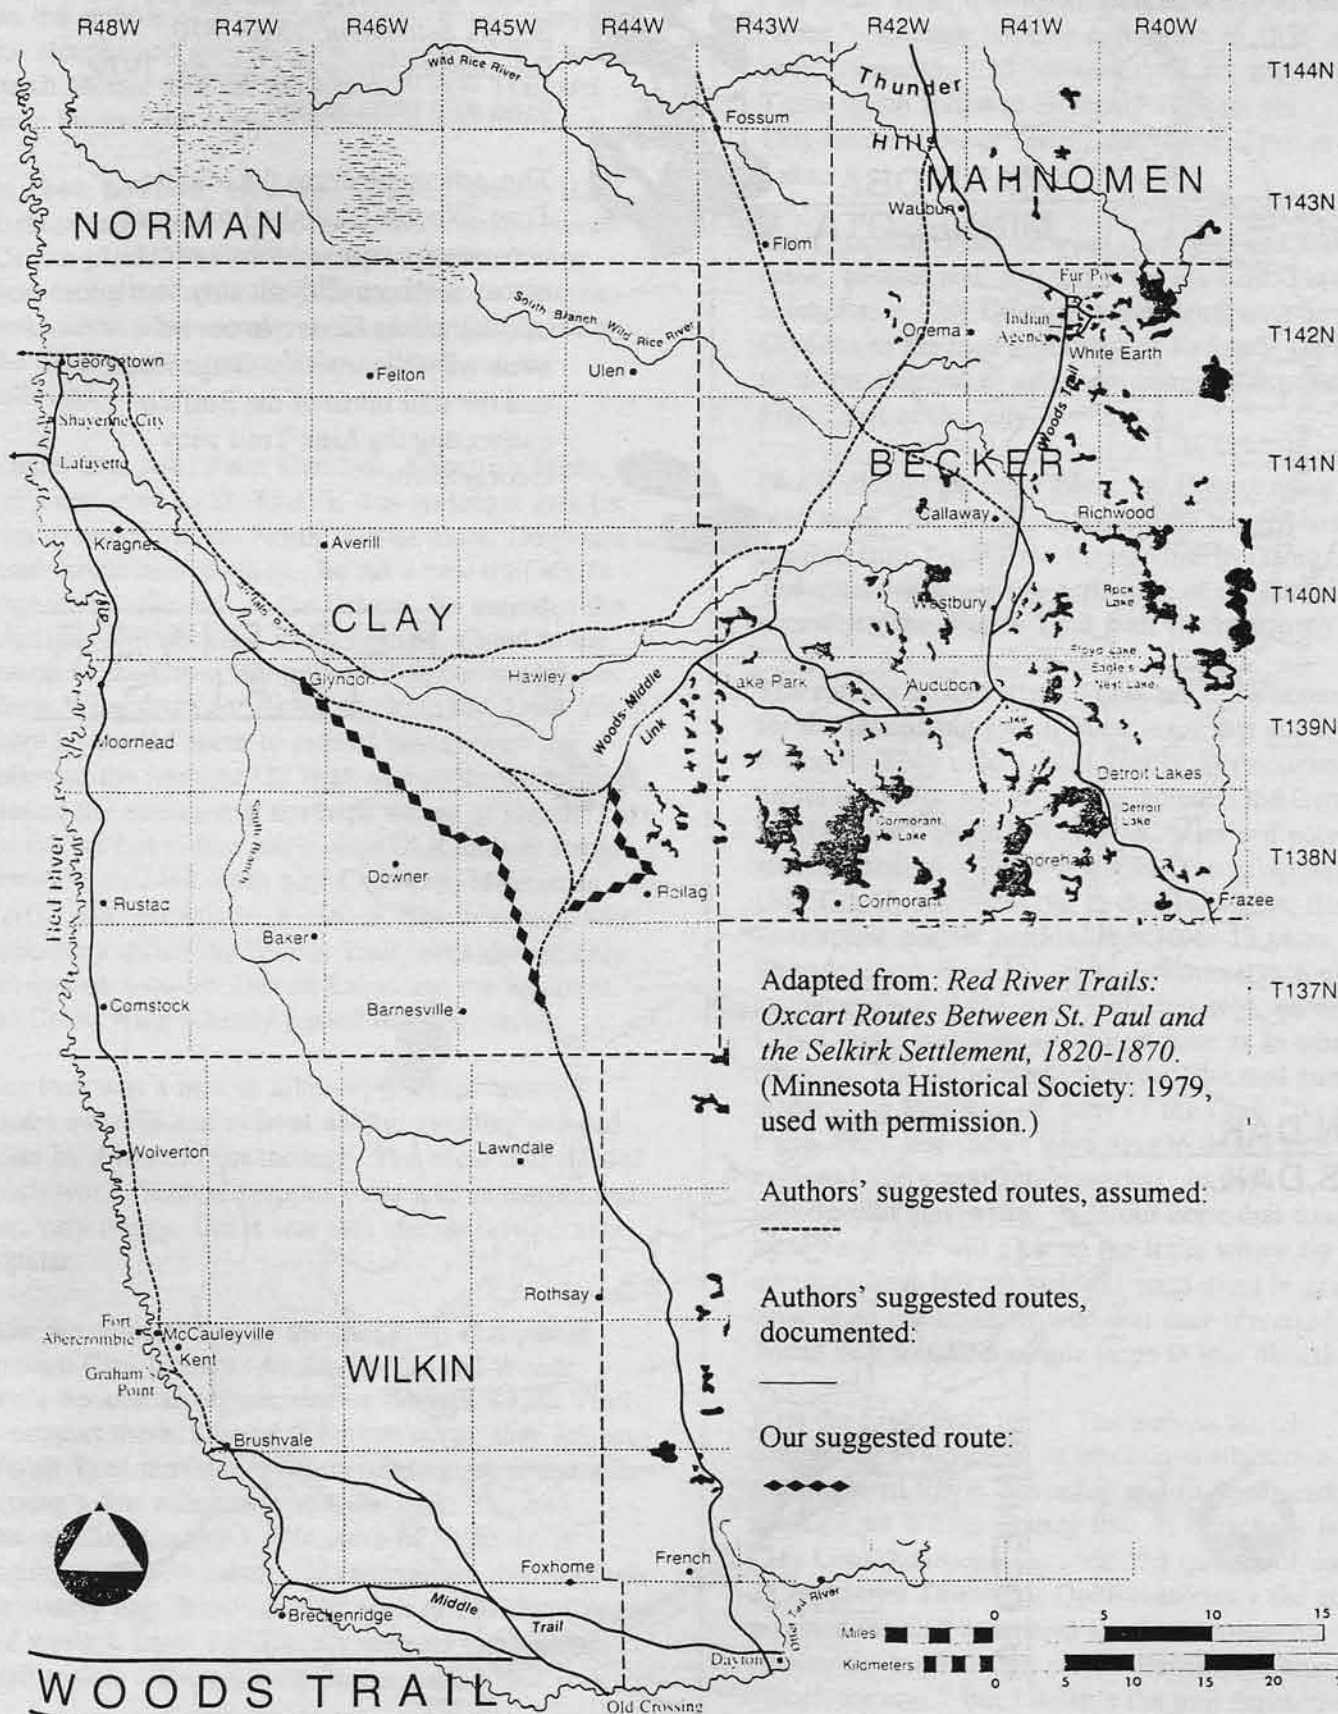 R48W R47W R46W R45W R44W R43W R42W R41W R40W
T144N
Wild Rice River
Thunder
Fossum
Hills
MAHNOMEN
NORMAN
Waubun
T143N
Flom
Fur Post
South Branch Wild Rice River
Ogema
Indian
Agency
T142N
White Earth
Georgetown
Felton
Ulen
Woods Trail
Shayenne City
Lafayette
BECKER
T141N
Callaway
Richwood
Kragnes
Averill
Buffalo River
CLAY
Westbury
Rock
Lake
T140N
Floyd Lake
Eagle's
Nest Lake
Glyndon
Hawley
Lake Park
Audubon
Woods-Middle
Link
Lake
T139N
Moorhead
Detroit Lakes
Detroit
Lake
South Branch
Cormorant
Lake
Red River
Downer
Shoreham
T138N
Rustad
Rollag
Cormorant
Frazee
Baker
Comstock
Barnesville
T137N
Adapted from: Red River Trails:
Oxcart Routes Between St. Paul and
the Selkirk Settlement, 1820-1870.
(Minnesota Historical Society: 1979,
used with permission.)
Wolverton
Lawndale
Authors' suggested routes, assumed:
Rothsay
Authors' suggested routes,
documented:
Fort
Abercrombie
McCauleyville
Kent
Graham's
Point
WILKIN
Our suggested route:
Brushvale
Foxhome
French
Breckenridge
Middle
Trail
Otter Tail River
Dayton
Miles 0 5 10 15
Kilometers 0 5 10 15 20
WOODS TRAIL
Old Crossing